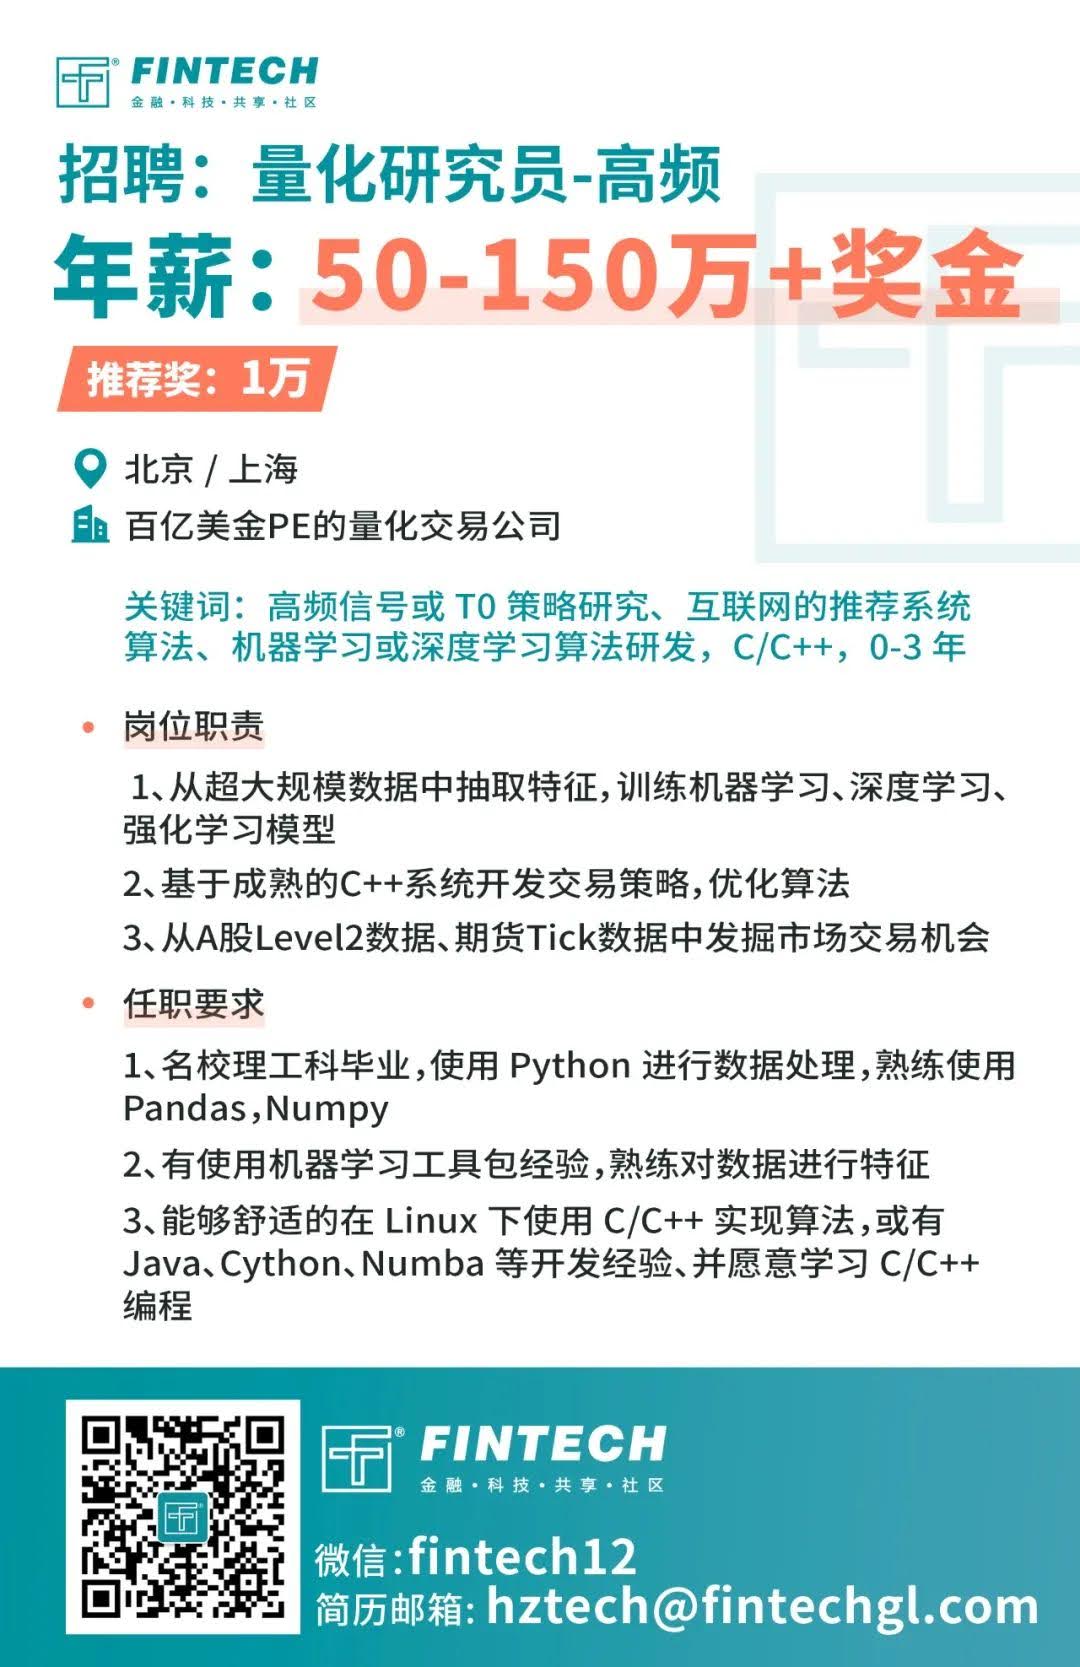 FINTECH
金融·科技·共享·社区
招聘：量化研究员-高频
年薪：50-150万+奖金
推荐奖：1万
北京 / 上海
百亿美金PE的量化交易公司
关键词：高频信号或 T0 策略研究、互联网的推荐系统
算法、机器学习或深度学习算法研发，C/C++，0-3 年
岗位职责
1、从超大规模数据中抽取特征，训练机器学习、深度学习、
强化学习模型
2、基于成熟的C++系统开发交易策略，优化算法
3、从A股Level2数据、期货Tick数据中发掘市场交易机会
任职要求
1、名校理工科毕业，使用 Python 进行数据处理，熟练使用
Pandas，Numpy
2、有使用机器学习工具包经验，熟练对数据进行特征
3、能够舒适的在 Linux 下使用 C/C++ 实现算法，或有
Java、Cython、Numba 等开发经验、并愿意学习 C/C++
编程
FINTECH
金融·科技·共享·社区
微信：fintech12
简历邮箱：hztech@fintechgl.com